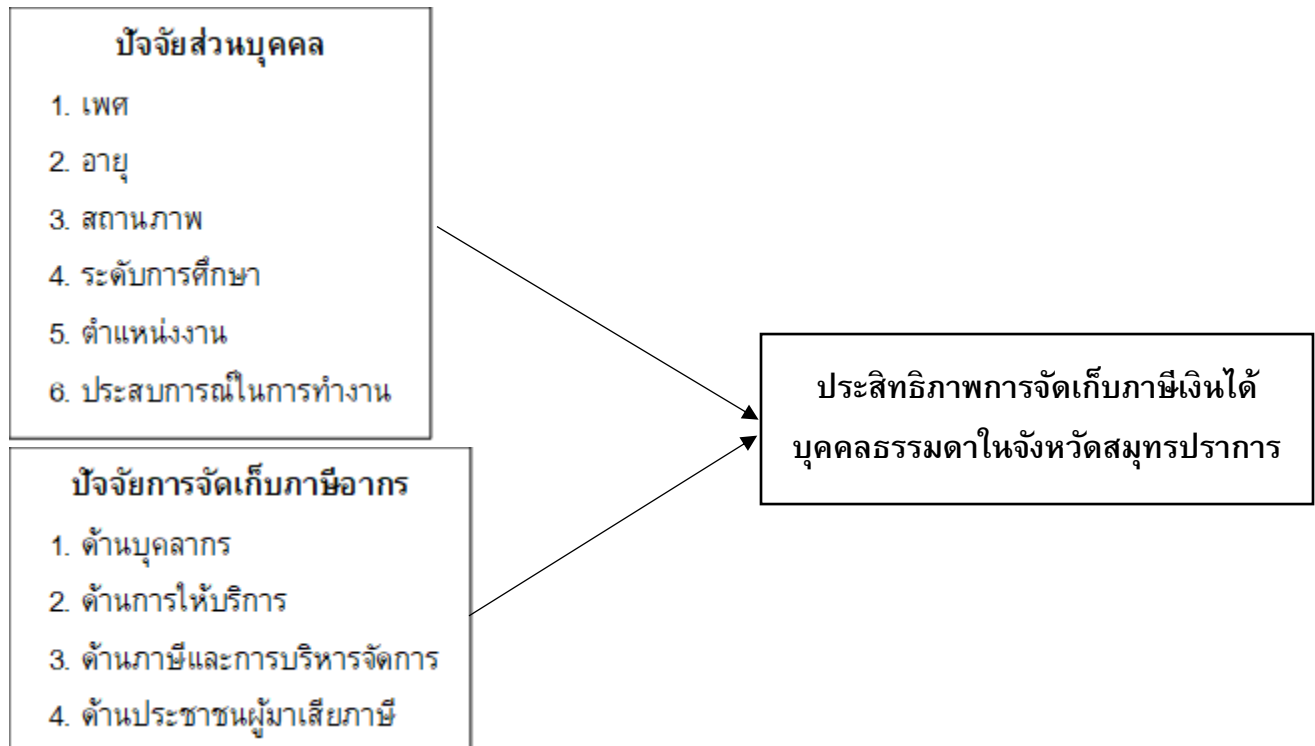 ปัจจัยส่วนบุคคล
1. เพศ
2. อายุ
3. สถานภาพ
4. ระดับการศึกษา
5. ตำแหน่งงาน
6. ประสบการณ์ในการทำงาน
ปัจจัยการจัดเก็บภาษีอากร
1. ด้านบุคลากร
2. ด้านการให้บริการ
3. ด้านภาษีและการบริหารจัดการ
4. ด้านประชาชนผู้มาเสียภาษี
ประสิทธิภาพการจัดเก็บภาษีเงินได้
บุคคลธรรมดาในจังหวัดสมุทรปราการ